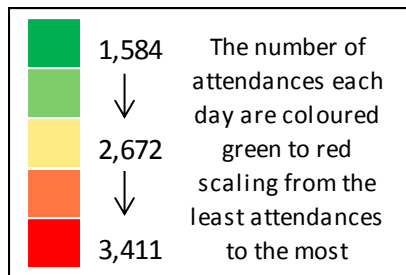 1,584
2,672
3,411
The number of
attendances each
day are coloured
green to red
scaling from the
least attendances
to the most